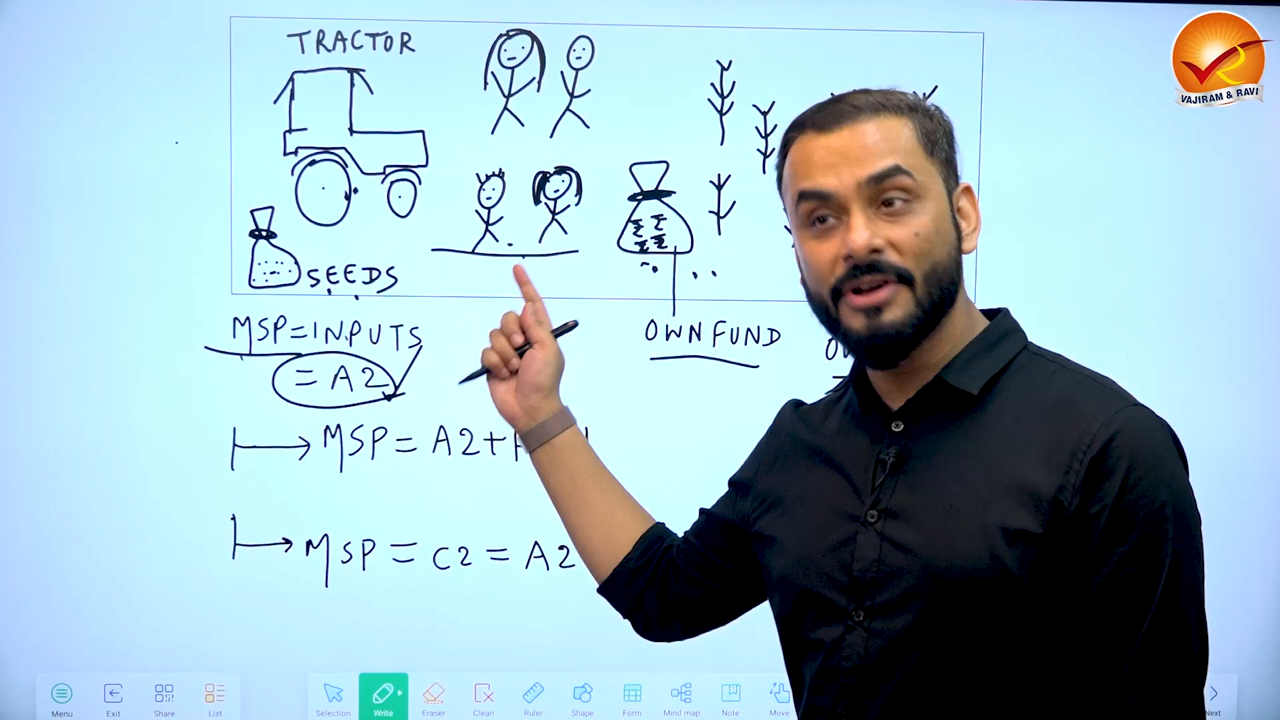 TRACTOR
VAJIRAM & RAVI
SEEDS
₹ ₹
₹ ₹
OWN FUND
MSP = INPUTS
= A2
MSP = A2+
MSP = C2 = A2
Menu
Exit
Share
List
Selection
Write
Eraser
Clean
Ruler
Shape
Form
Mind map
Note
Move
Next